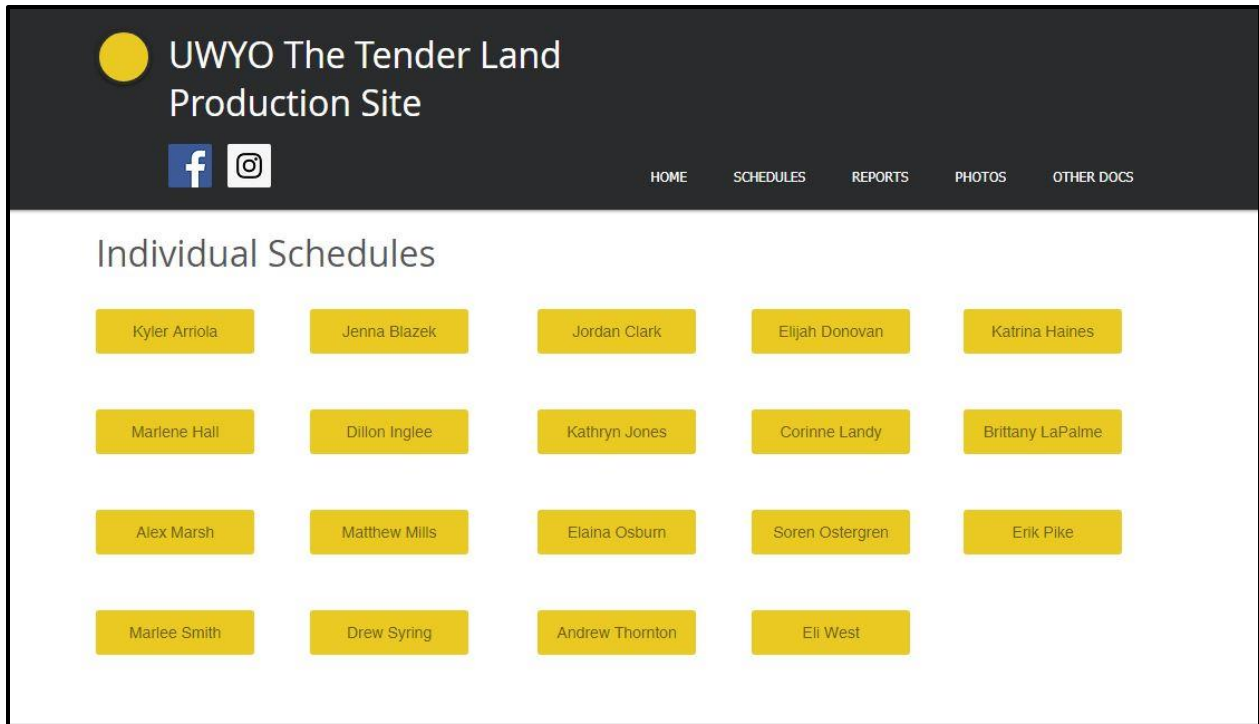 UWYO The Tender Land
Production Site
HOME SCHEDULES REPORTS PHOTOS OTHER DOCS
Individual Schedules
Kyler Arriola Jenna Blazek Jordan Clark Elijah Donovan Katrina Haines
Marlene Hall Dillon Inglee Kathryn Jones Corinne Landy Brittany LaPalme
Alex Marsh Matthew Mills Elaina Osburn Soren Ostergren Erik Pike
Marlee Smith Drew Syring Andrew Thornton Eli West